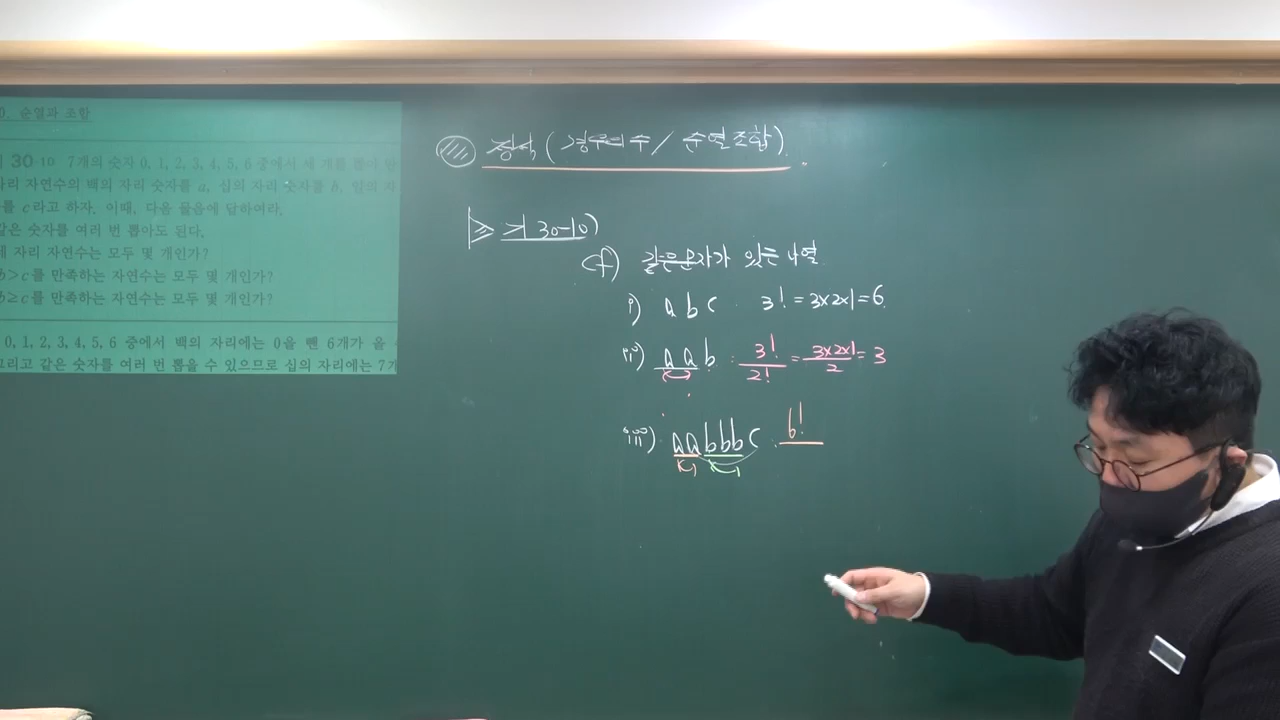 0. 순열과 조합
30-10 7개의 숫자 0, 1, 2, 3, 4, 5, 6 중에서 세 개를 뽑아
자리 자연수의 백의 자리 숫자를 a, 십의 자리 숫자를 b, 일의 자
를 c라고 하자. 이때, 다음 물음에 답하여라.
같은 숫자를 여러 번 뽑아도 된다.
세 자리 자연수는 모두 몇 개인가?
b>c를 만족하는 자연수는 모두 몇 개인가?
b≥c를 만족하는 자연수는 모두 몇 개인가?
0, 1, 2, 3, 4, 5, 6 중에서 백의 자리에는 0을 뺀 6개가 올
그리고 같은 숫자를 여러 번 뽑을 수 있으므로 십의 자리에는 7
정석 (경우의 수 / 순열조합)
기 30-10)
cf) 같은문자가 있는 나열
i) a b c 3! = 3x2x1 = 6
ii) a a b : 3!/2! = 3x2x1/2 = 3
iii) a a b b b c : 6!